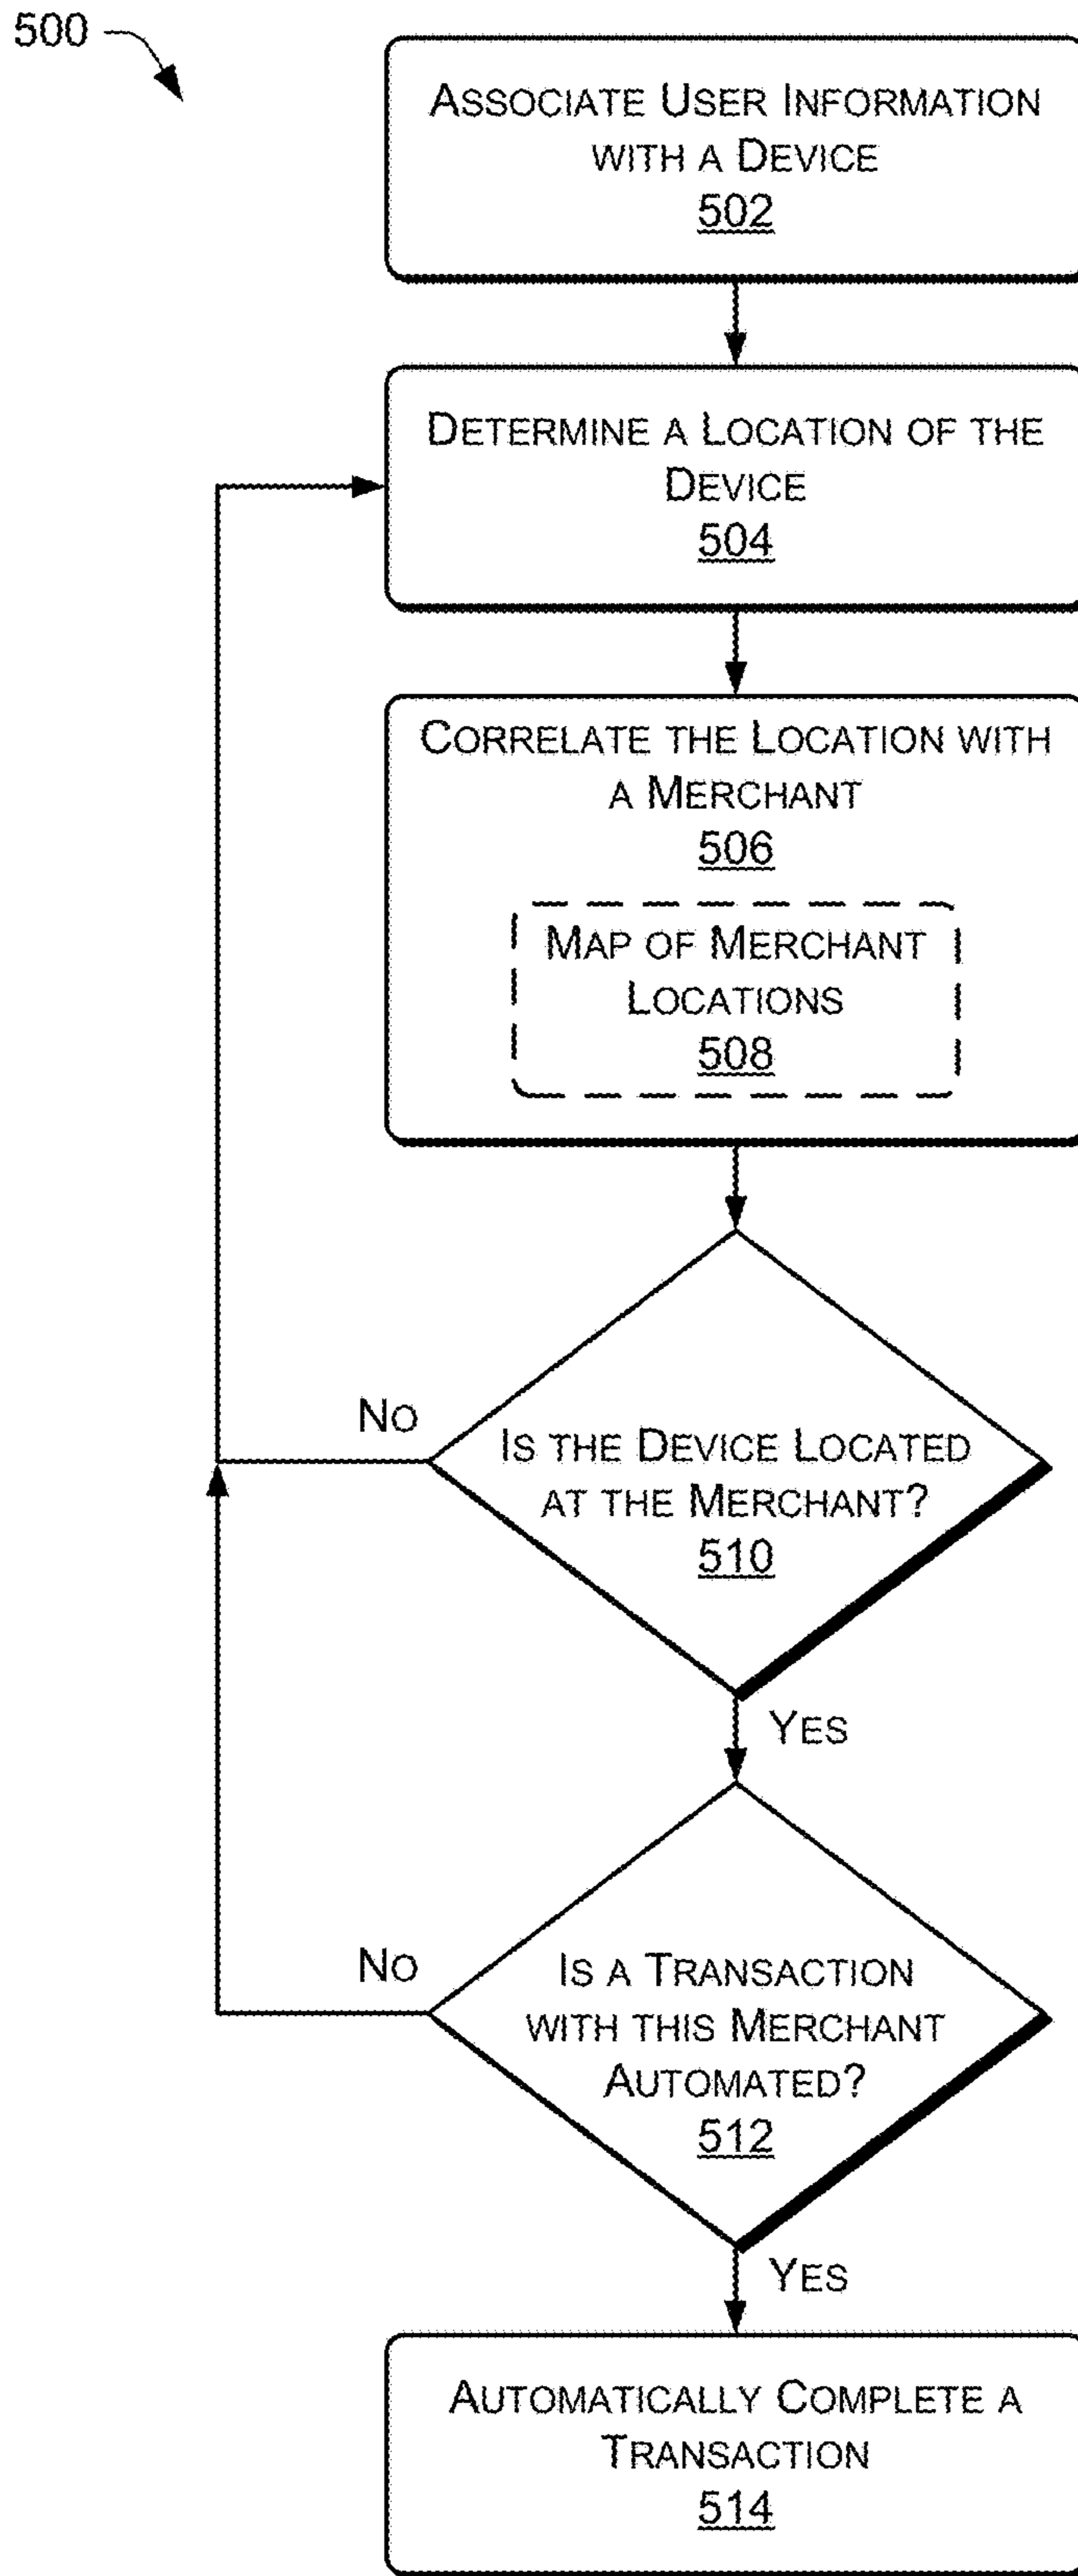 500
ASSOCIATE USER INFORMATION
WITH A DEVICE
502
DETERMINE A LOCATION OF THE
DEVICE
504
CORRELATE THE LOCATION WITH
A MERCHANT
506
MAP OF MERCHANT
LOCATIONS
508
NO
IS THE DEVICE LOCATED
AT THE MERCHANT?
510
YES
NO
IS A TRANSACTION
WITH THIS MERCHANT
AUTOMATED?
512
YES
AUTOMATICALLY COMPLETE A
TRANSACTION
514